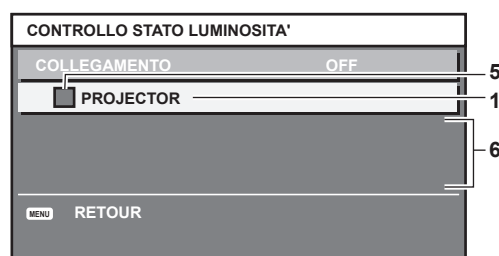 CONTROLLO STATO LUMINOSITA'
COLLEGAMENTO OFF
5
PROJECTOR 1
6
MENU RETOUR